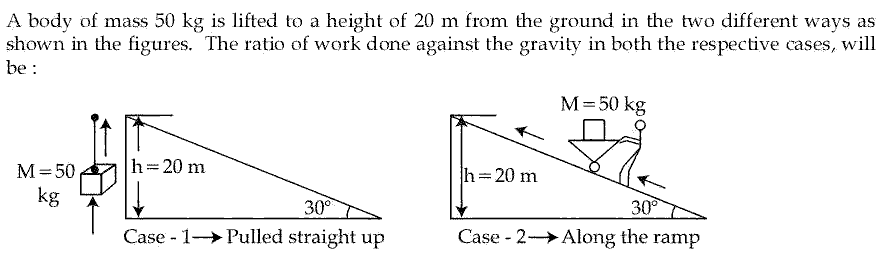 A body of mass 50 kg is lifted to a height of 20 m from the ground in the two different ways as
shown in the figures. The ratio of work done against the gravity in both the respective cases, will
be :
M=50 kg
M=50
kg
h=20 m
h=20 m
30°
30°
Case - 1→ Pulled straight up
Case - 2→ Along the ramp